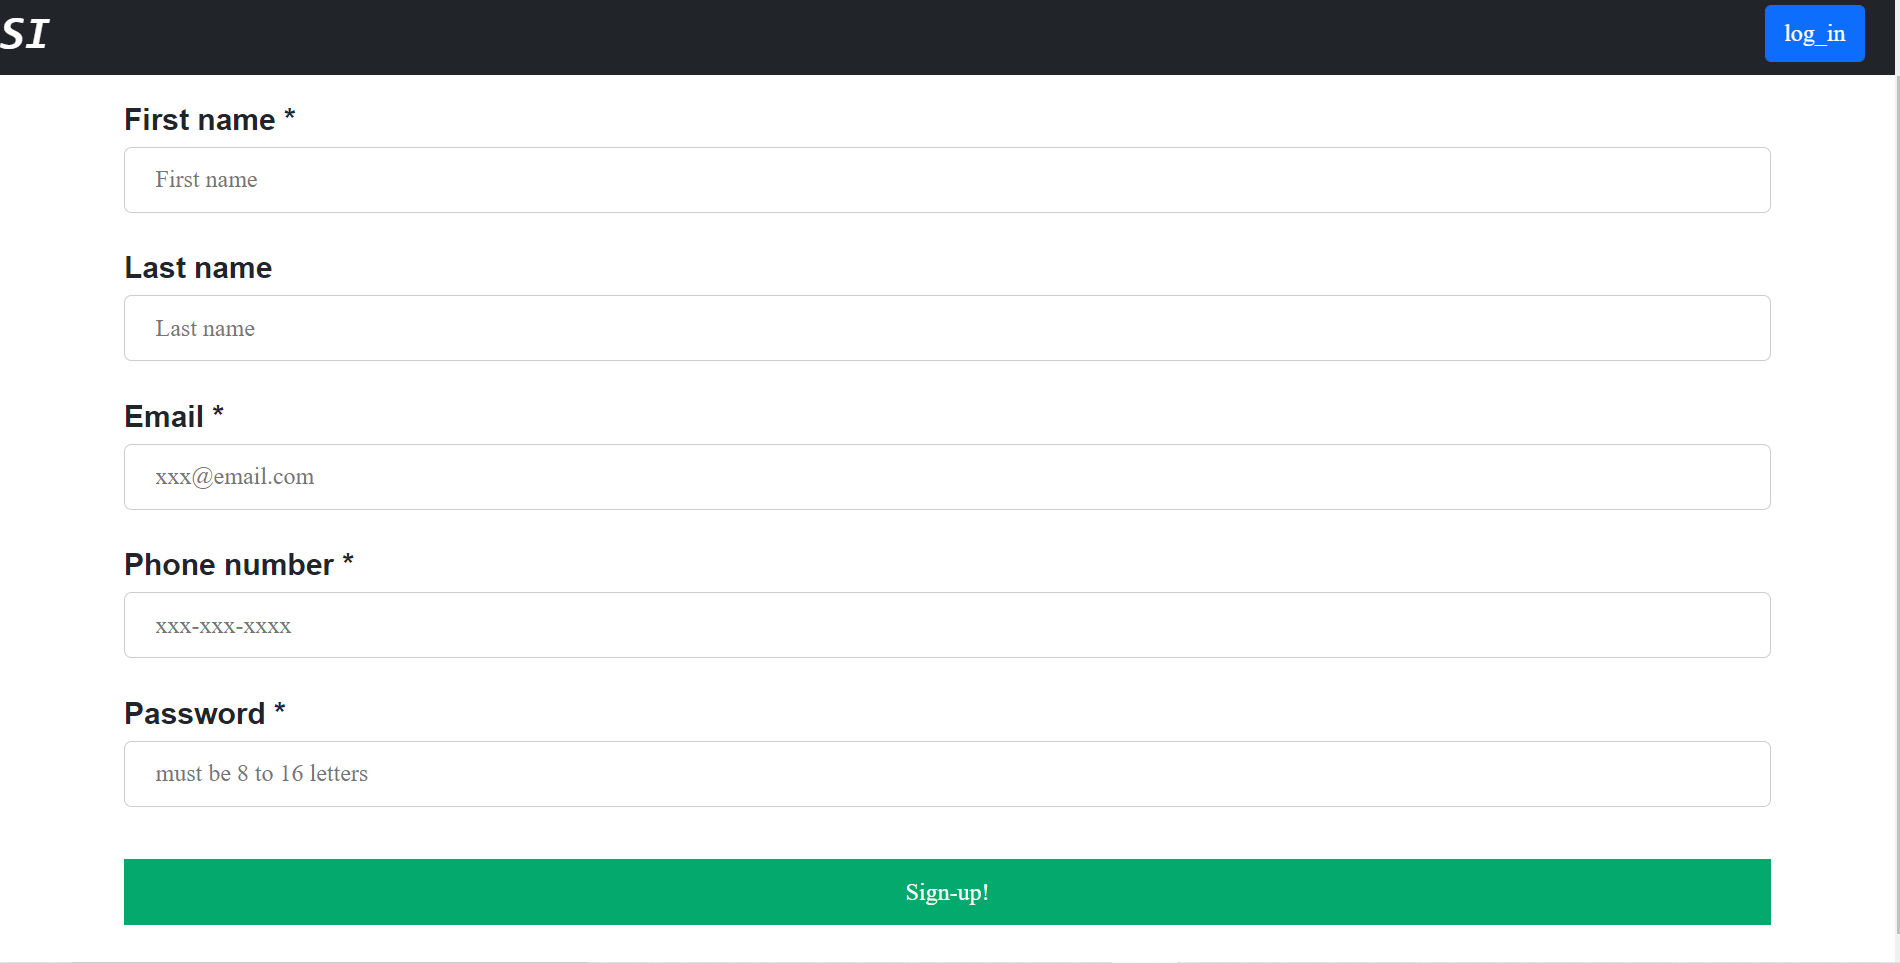 SI
log_in
First name *
First name
Last name
Last name
Email *
xxx@email.com
Phone number *
xxx-xxx-xxxx
Password *
must be 8 to 16 letters
Sign-up!